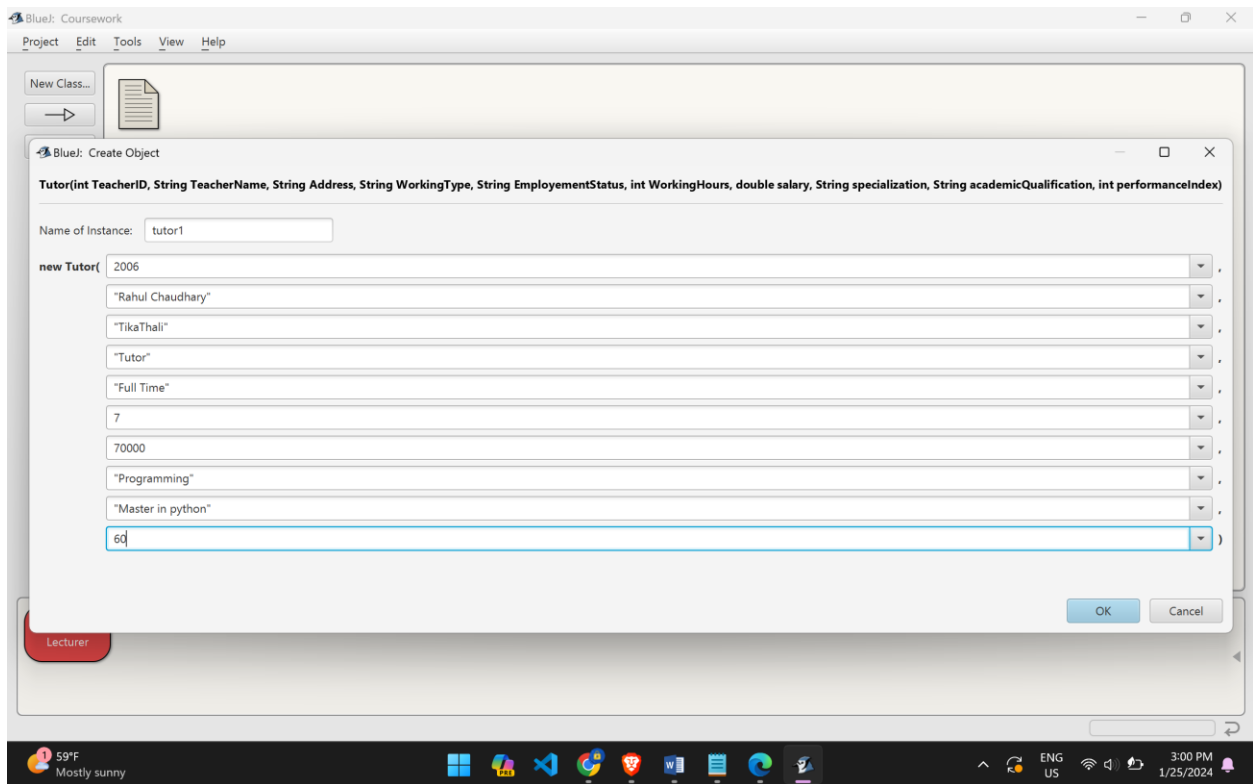 BlueJ: Coursework
Project Edit Tools View Help
New Class...
BlueJ: Create Object
Tutor(int TeacherID, String TeacherName, String Address, String WorkingType, String EmployementStatus, int WorkingHours, double salary, String specialization, String academicQualification, int performanceIndex)
Name of Instance: tutor1
new Tutor( 2006 ,
"Rahul Chaudhary" ,
"TikaThali" ,
"Tutor" ,
"Full Time" ,
7 ,
70000 ,
"Programming" ,
"Master in python" ,
60 )
OK Cancel
Lecturer
1 59°F
Mostly sunny
PRE
ENG
US
3:00 PM
1/25/2024